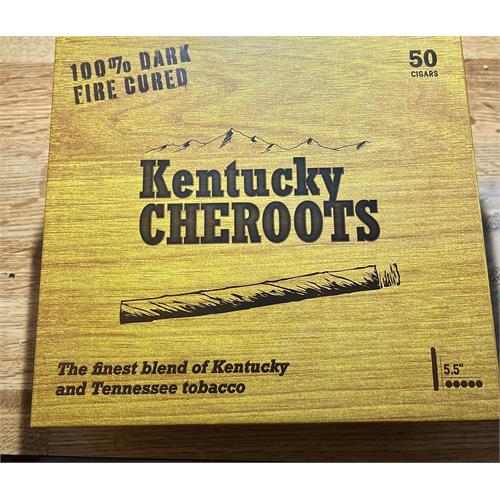 100% DARK
FIRE CURED
50
CIGARS
Kentucky
CHEROOTS
The finest blend of Kentucky
and Tennessee tobacco
5.5"